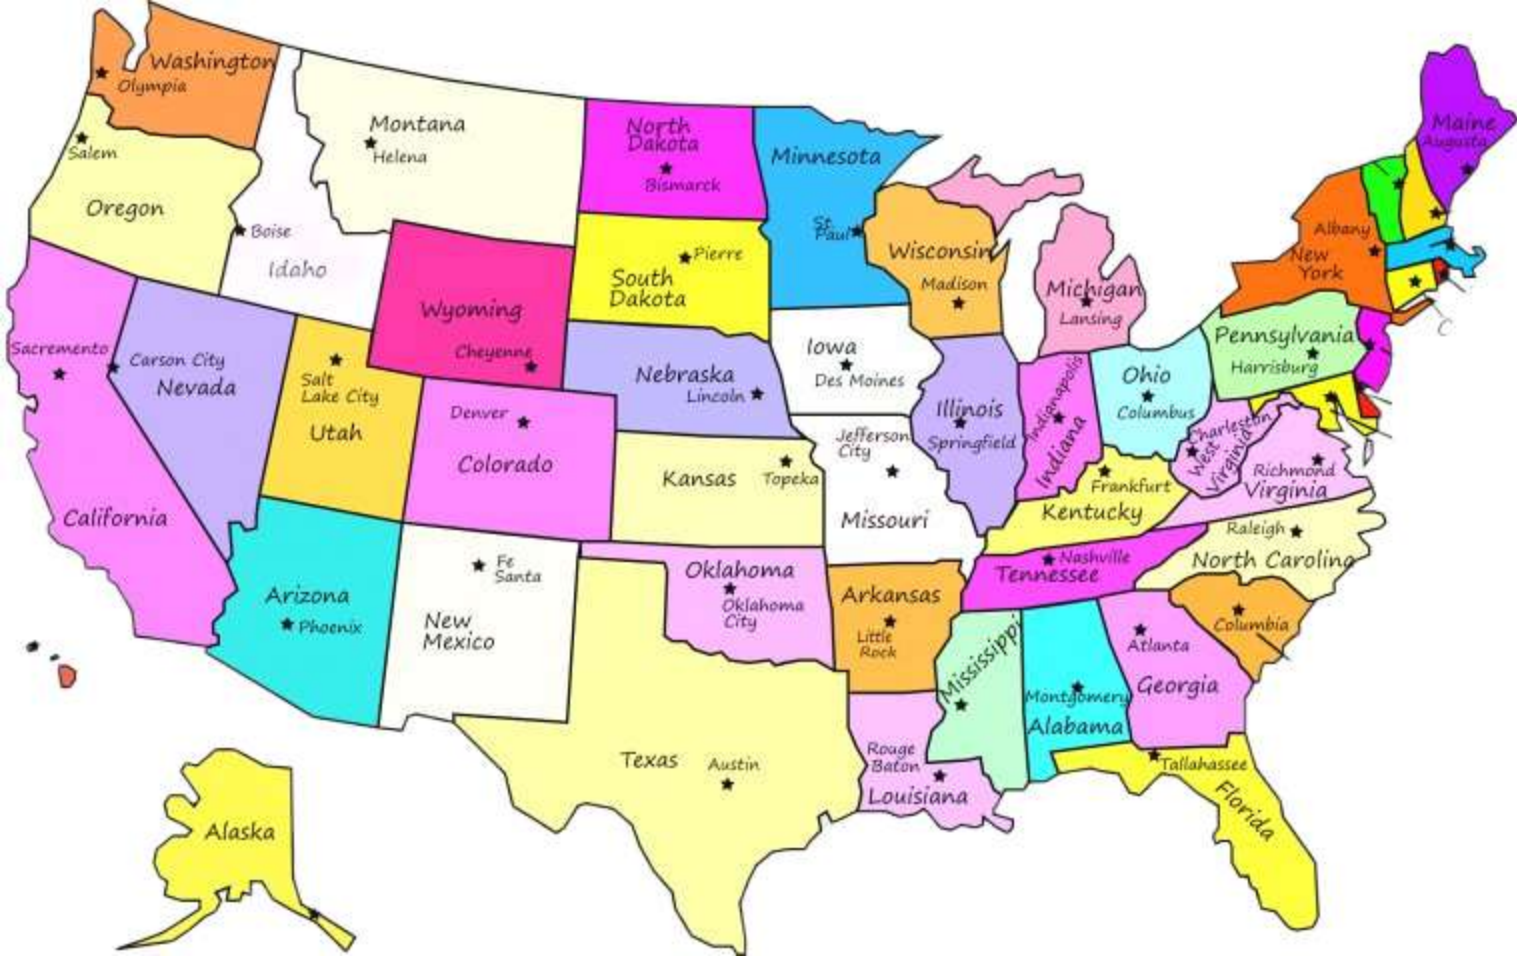 Washington
Olympia
Montana
Helena
North
Dakota
Bismarck
Minnesota
St.
Paul
Maine
Augusta
Salem
Oregon
Boise
Idaho
Wyoming
Cheyenne
Pierre
South
Dakota
Wisconsin
Madison
Michigan
Lansing
Albany
New
York
C
Sacremento
Carson City
Nevada
Salt
Lake City
Utah
Denver
Colorado
Nebraska
Lincoln
Iowa
Des Moines
Illinois
Springfield
Indianapolis
Indiana
Ohio
Columbus
Pennsylvania
Harrisburg
California
Kansas
Topeka
Jefferson
City
Missouri
Frankfurt
Kentucky
Charleston
West
Virginia
Richmond
Virginia
Raleigh
North Carolina
Arizona
Phoenix
Fe
Santa
New
Mexico
Oklahoma
Oklahoma
City
Arkansas
Little
Rock
Nashville
Tennessee
Mississippi
Montgomery
Alabama
Atlanta
Georgia
Columbia
Texas
Austin
Rouge
Baton
Louisiana
Tallahassee
Florida
Alaska